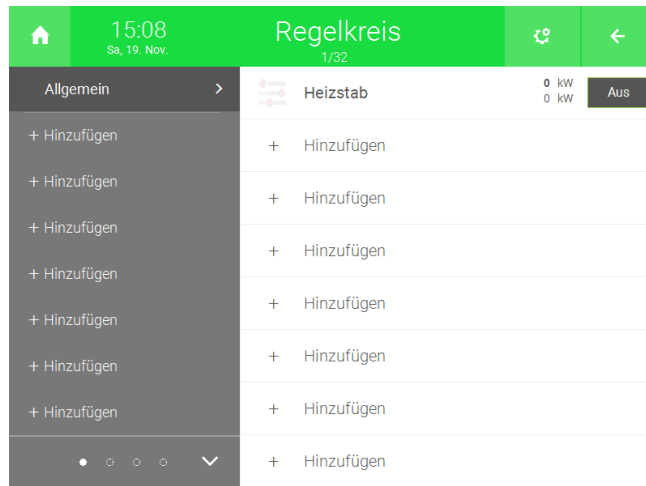 15:08
Sa, 19. Nov.
Regelkreis
1/32
Allgemein
+ Hinzufügen
+ Hinzufügen
+ Hinzufügen
+ Hinzufügen
+ Hinzufügen
+ Hinzufügen
+ Hinzufügen
Heizstab
0 kW
0 kW
Aus
+ Hinzufügen
+ Hinzufügen
+ Hinzufügen
+ Hinzufügen
+ Hinzufügen
+ Hinzufügen
+ Hinzufügen